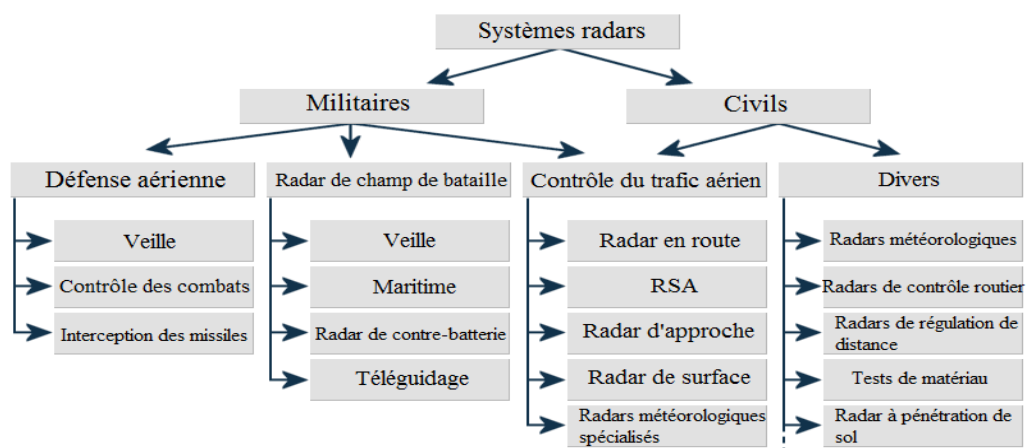 Systèmes radars
Militaires
Civils
Défense aérienne
Radar de champ de bataille
Contrôle du trafic aérien
Divers
Veille
Contrôle des combats
Interception des missiles
Veille
Maritime
Radar de contre-batterie
Téléguidage
Radar en route
RSA
Radar d'approche
Radar de surface
Radars météorologiques
spécialisés
Radars météorologiques
Radars de contrôle routier
Radars de régulation de
distance
Tests de matériau
Radar à pénétration de
sol